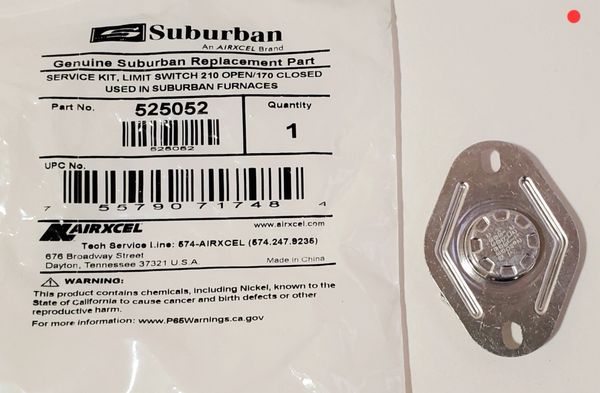 Suburban
An AIRXCEL Brand
Genuine Suburban Replacement Part
SERVICE KIT, LIMIT SWITCH 210 OPEN/170 CLOSED
USED IN SUBURBAN FURNACES
Part No. 525052 Quantity
525052 1
UPC No.
7 55790 71748 4
AIRXCEL www.airxcel.com
Tech Service Line: 574-AIRXCEL (574.247.9235)
676 Broadway Street
Dayton, Tennessee 37321 U.S.A. Made in China
WARNING:
This product contains chemicals, including Nickel, known to the
State of California to cause cancer and birth defects or other
reproductive harm.
For more information: www.P65Warnings.ca.gov